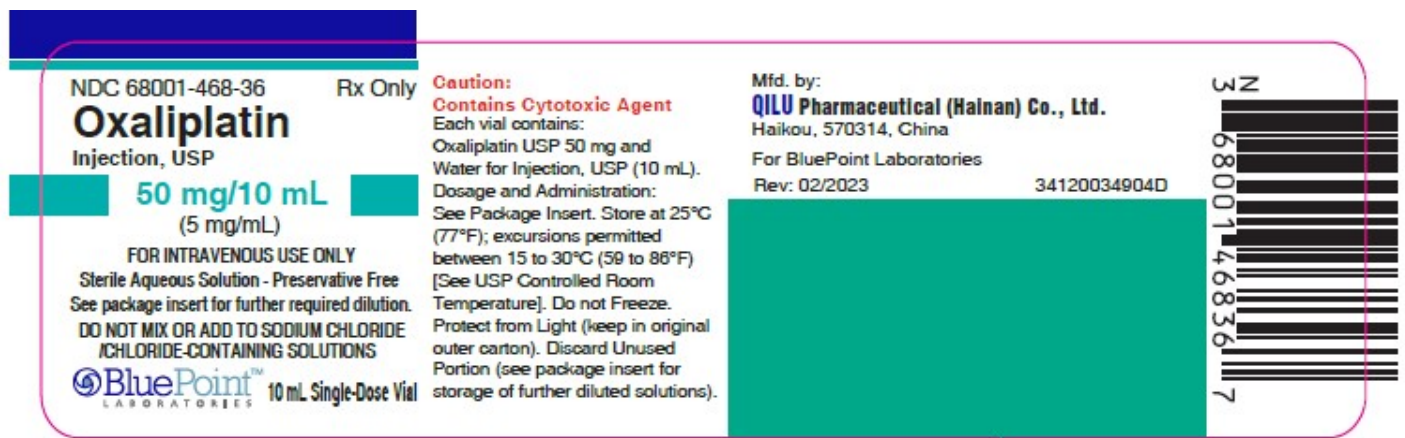 NDC 68001-468-36 Rx Only
Oxaliplatin
Injection, USP
50 mg/10 mL
(5 mg/mL)
FOR INTRAVENOUS USE ONLY
Sterile Aqueous Solution - Preservative Free
See package insert for further required dilution.
DO NOT MIX OR ADD TO SODIUM CHLORIDE
/CHLORIDE-CONTAINING SOLUTIONS
BluePoint™
LABORATORIES
10 mL Single-Dose Vial
Caution:
Contains Cytotoxic Agent
Each vial contains:
Oxaliplatin USP 50 mg and
Water for Injection, USP (10 mL).
Dosage and Administration:
See Package Insert. Store at 25°C
(77°F); excursions permitted
between 15 to 30°C (59 to 86°F)
[See USP Controlled Room
Temperature]. Do not Freeze.
Protect from Light (keep in original
outer carton). Discard Unused
Portion (see package insert for
storage of further diluted solutions).
Mfd. by:
QILU Pharmaceutical (Hainan) Co., Ltd.
Haikou, 570314, China
For BluePoint Laboratories
Rev: 02/2023 34120034904D
N
3 68001 46836 7